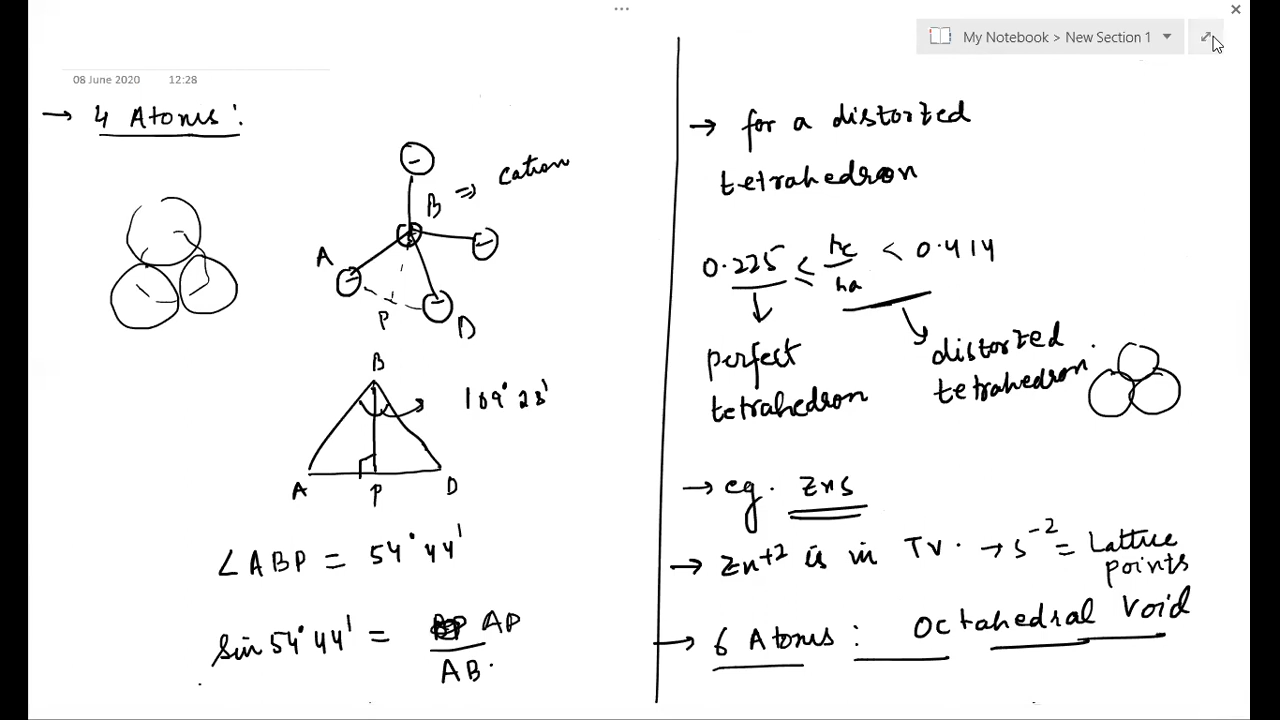 My Notebook > New Section 1
08 June 2020 12:28
→ 4 Atoms :
B ⇒ cation
A
P
D
B
109° 28'
A P D
∠ABP = 54° 44'
sin 54° 44' = AP
AB
→ for a distorted
tetrahedron
0.225 ≤ rc/ra < 0.414
perfect
tetrahedron
distorted
tetrahedron
→ eg. ZnS
→ Zn+2 is in TV. → S-2 = Lattice
points
→ 6 Atoms : Octahedral Void